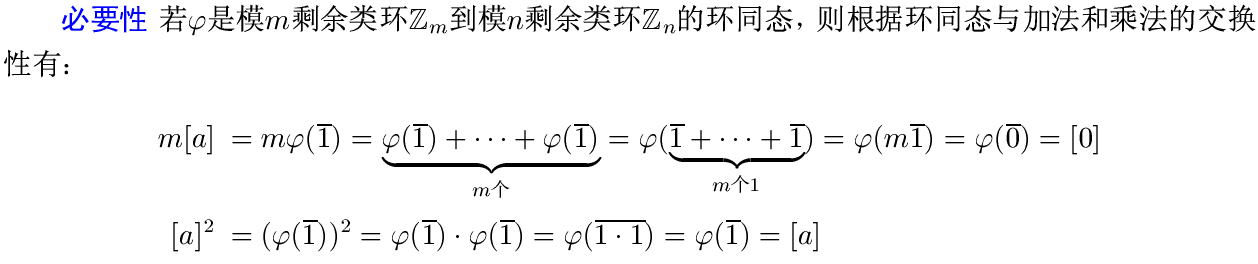 必要性 若φ是模m剩余类环ℤₘ到模n剩余类环ℤₙ的环同态，则根据环同态与加法和乘法的交换
性有：
m[a] = mφ(1̅) = φ(1̅) + ⋯ + φ(1̅) = φ(1̅ + ⋯ + 1̅) = φ(m1̅) = φ(0̅) = [0]
m个 m个1
[a]² = (φ(1̅))² = φ(1̅) · φ(1̅) = φ(1̅ ·̅ 1̅) = φ(1̅) = [a]